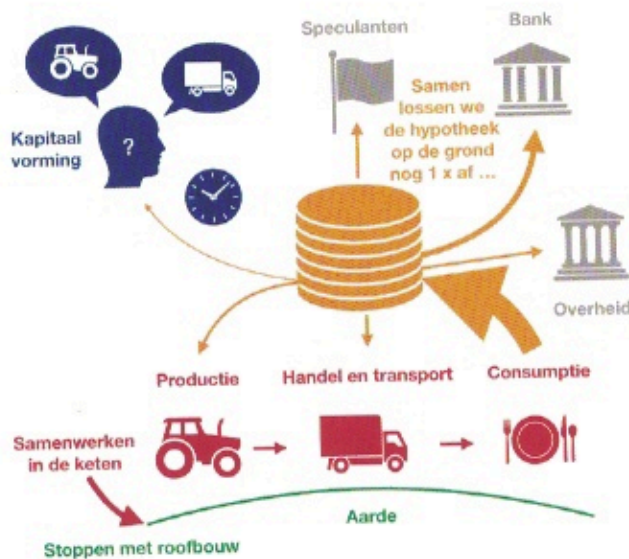 Speculanten
Bank
Samen
lossen we
de hypotheek
op de grond
nog 1 x af ...
Kapitaal
vorming
?
Overheid
Productie
Handel en transport
Consumptie
Samenwerken
in de keten
Aarde
Stoppen met roofbouw